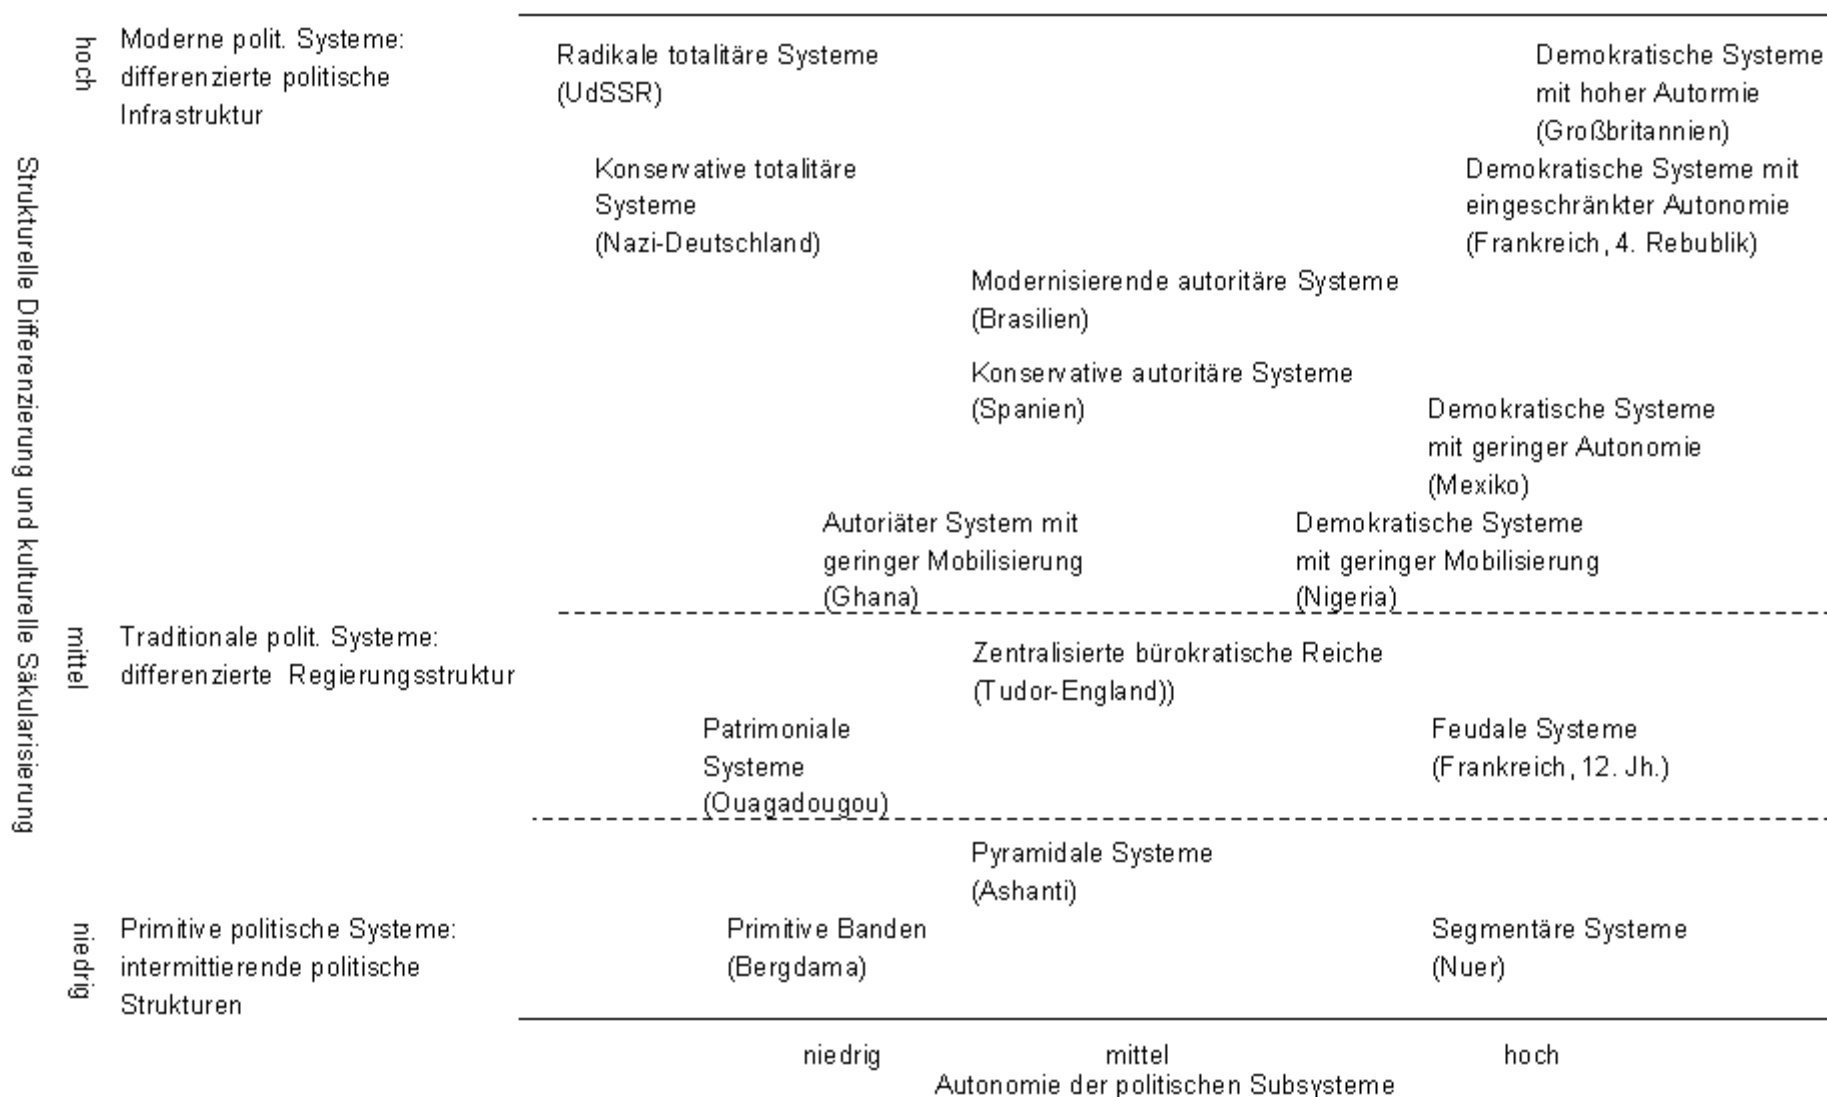 Strukturelle Differenzierung und kulturelle Säkularisierung
hoch
Moderne polit. Systeme:
differenzierte politische
Infrastruktur
Radikale totalitäre Systeme
(UdSSR)
Demokratische Systeme
mit hoher Autormie
(Großbritannien)
Konservative totalitäre
Systeme
(Nazi-Deutschland)
Demokratische Systeme mit
eingeschränkter Autonomie
(Frankreich, 4. Rebublik)
Modernisierende autoritäre Systeme
(Brasilien)
Konservative autoritäre Systeme
(Spanien)
Demokratische Systeme
mit geringer Autonomie
(Mexiko)
Autoriäter System mit
geringer Mobilisierung
(Ghana)
Demokratische Systeme
mit geringer Mobilisierung
(Nigeria)
mittel
Traditionale polit. Systeme:
differenzierte Regierungsstruktur
Zentralisierte bürokratische Reiche
(Tudor-England))
Patrimoniale
Systeme
(Ouagadougou)
Feudale Systeme
(Frankreich, 12. Jh.)
Pyramidale Systeme
(Ashanti)
niedrig
Primitive politische Systeme:
intermittierende politische
Strukturen
Primitive Banden
(Bergdama)
Segmentäre Systeme
(Nuer)
niedrig mittel hoch
Autonomie der politischen Subsysteme